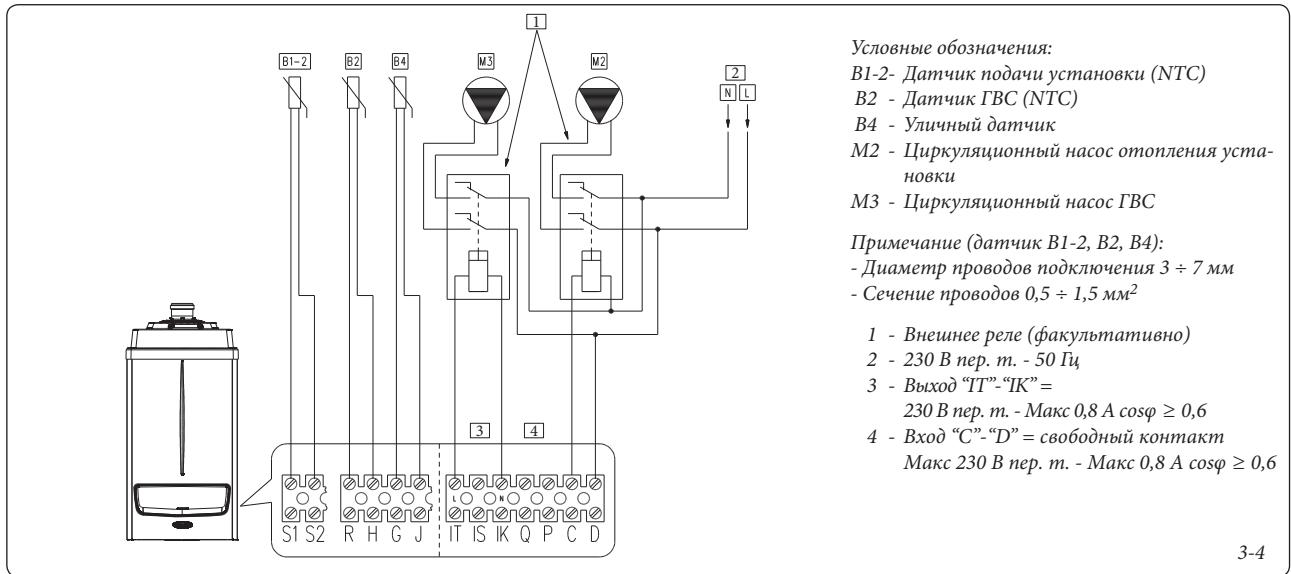 1
B1-2
B2
B4
M3
M2
2
N L
3
4
L
N
S1 S2 R H G J IT IS IK Q P C D
Условные обозначения:
B1-2- Датчик подачи установки (NTC)
B2 - Датчик ГВС (NTC)
B4 - Уличный датчик
M2 - Циркуляционный насос отопления уста-
новки
M3 - Циркуляционный насос ГВС
Примечание (датчик B1-2, B2, B4):
- Диаметр проводов подключения 3 ÷ 7 мм
- Сечение проводов 0,5 ÷ 1,5 мм²
1 - Внешнее реле (факультативно)
2 - 230 В пер. т. - 50 Гц
3 - Выход “IT”-“IK” =
230 В пер. т. - Макс 0,8 А cosφ ≥ 0,6
4 - Вход “C”-“D” = свободный контакт
Макс 230 В пер. т. - Макс 0,8 А cosφ ≥ 0,6
3-4